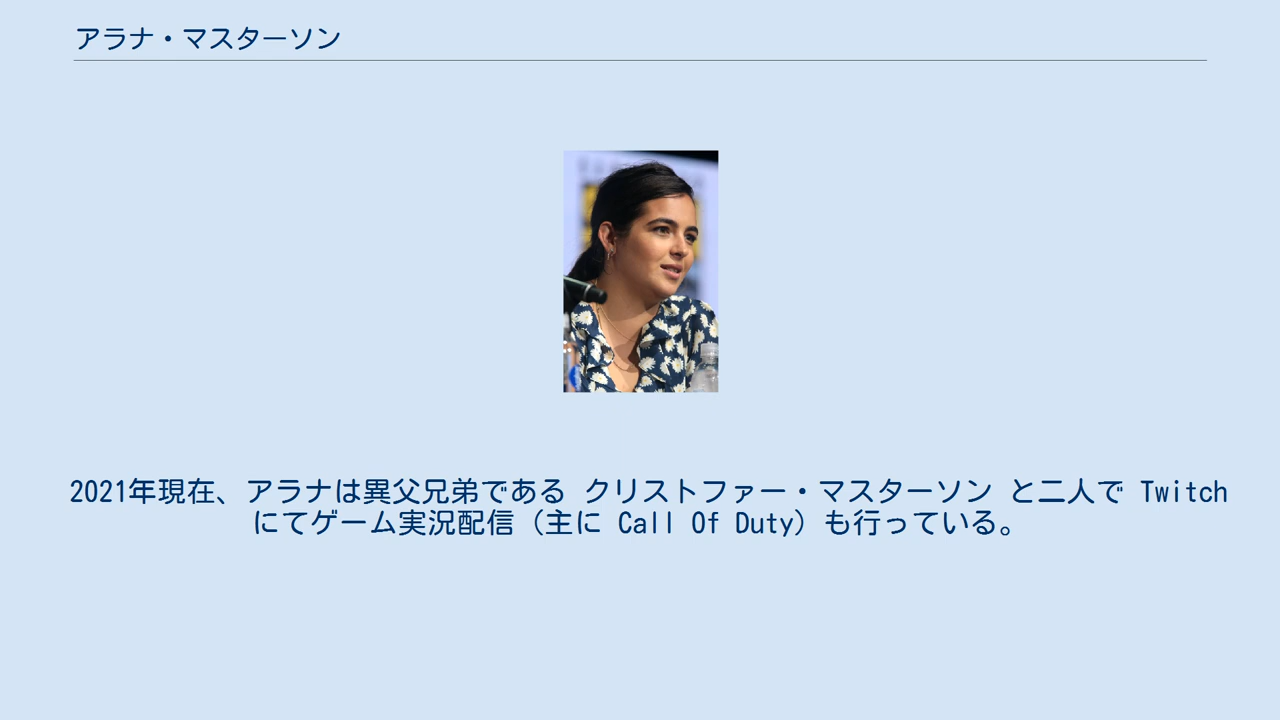 アラナ・マスターソン
2021年現在、アラナは異父兄弟である クリストファー・マスターソン と二人で Twitch
にてゲーム実況配信（主に Call Of Duty）も行っている。